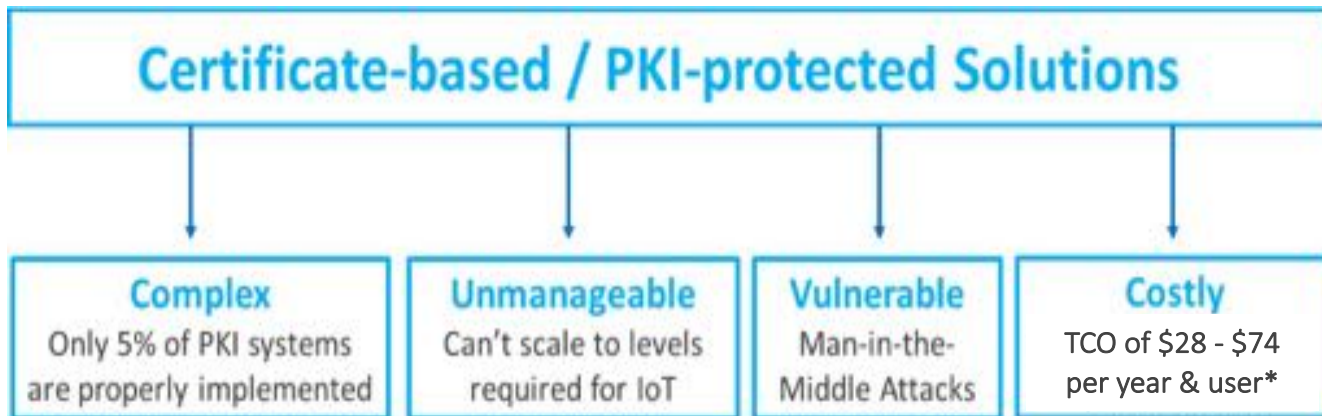 Certificate-based / PKI-protected Solutions
Complex
Only 5% of PKI systems
are properly implemented
Unmanageable
Can't scale to levels
required for IoT
Vulnerable
Man-in-the-
Middle Attacks
Costly
TCO of $28 - $74
per year & user*